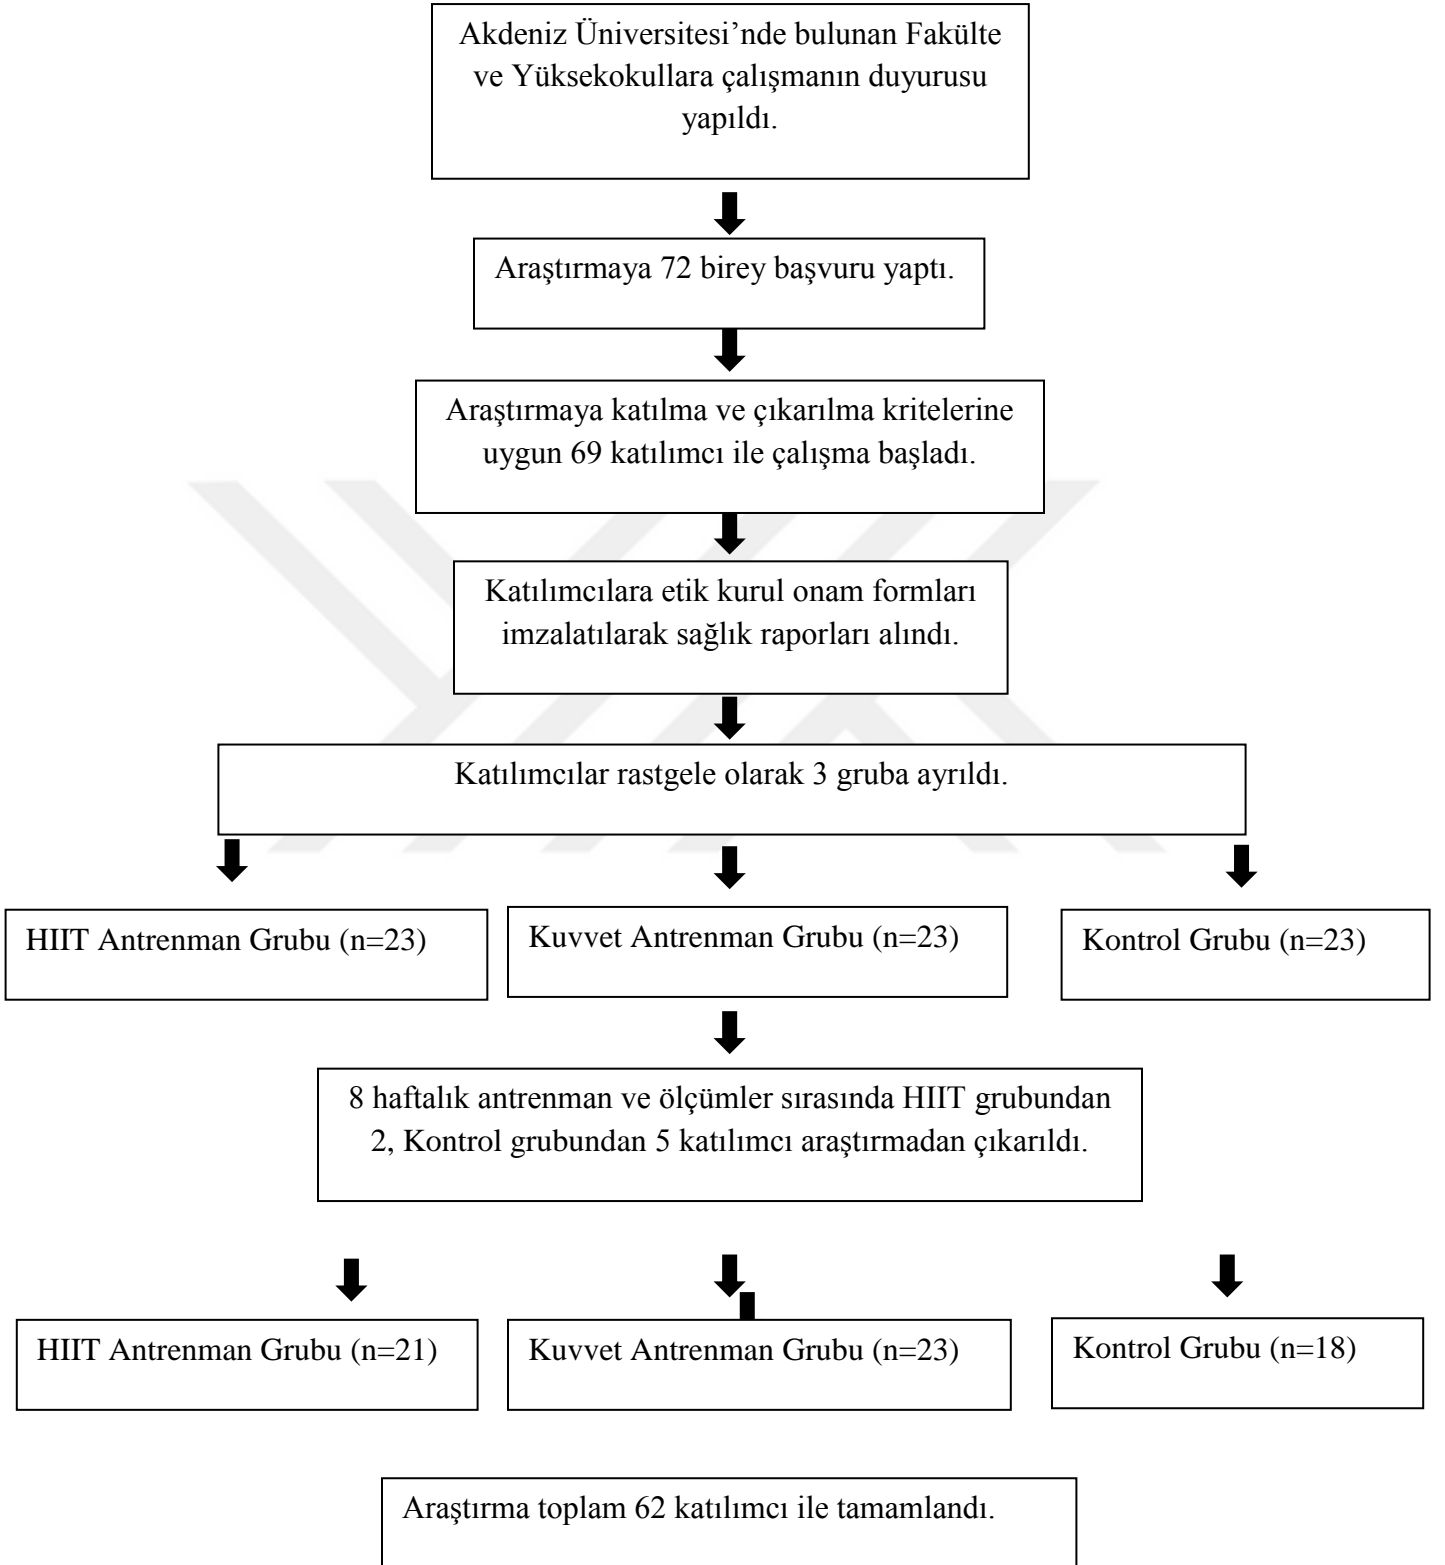 Akdeniz Üniversitesi’nde bulunan Fakülte
ve Yüksekokullara çalışmanın duyurusu
yapıldı.
Araştırmaya 72 birey başvuru yaptı.
Araştırmaya katılma ve çıkarılma kritelerine
uygun 69 katılımcı ile çalışma başladı.
Katılımcılara etik kurul onam formları
imzalatılarak sağlık raporları alındı.
Katılımcılar rastgele olarak 3 gruba ayrıldı.
HIIT Antrenman Grubu (n=23)
Kuvvet Antrenman Grubu (n=23)
Kontrol Grubu (n=23)
8 haftalık antrenman ve ölçümler sırasında HIIT grubundan
2, Kontrol grubundan 5 katılımcı araştırmadan çıkarıldı.
HIIT Antrenman Grubu (n=21)
Kuvvet Antrenman Grubu (n=23)
Kontrol Grubu (n=18)
Araştırma toplam 62 katılımcı ile tamamlandı.